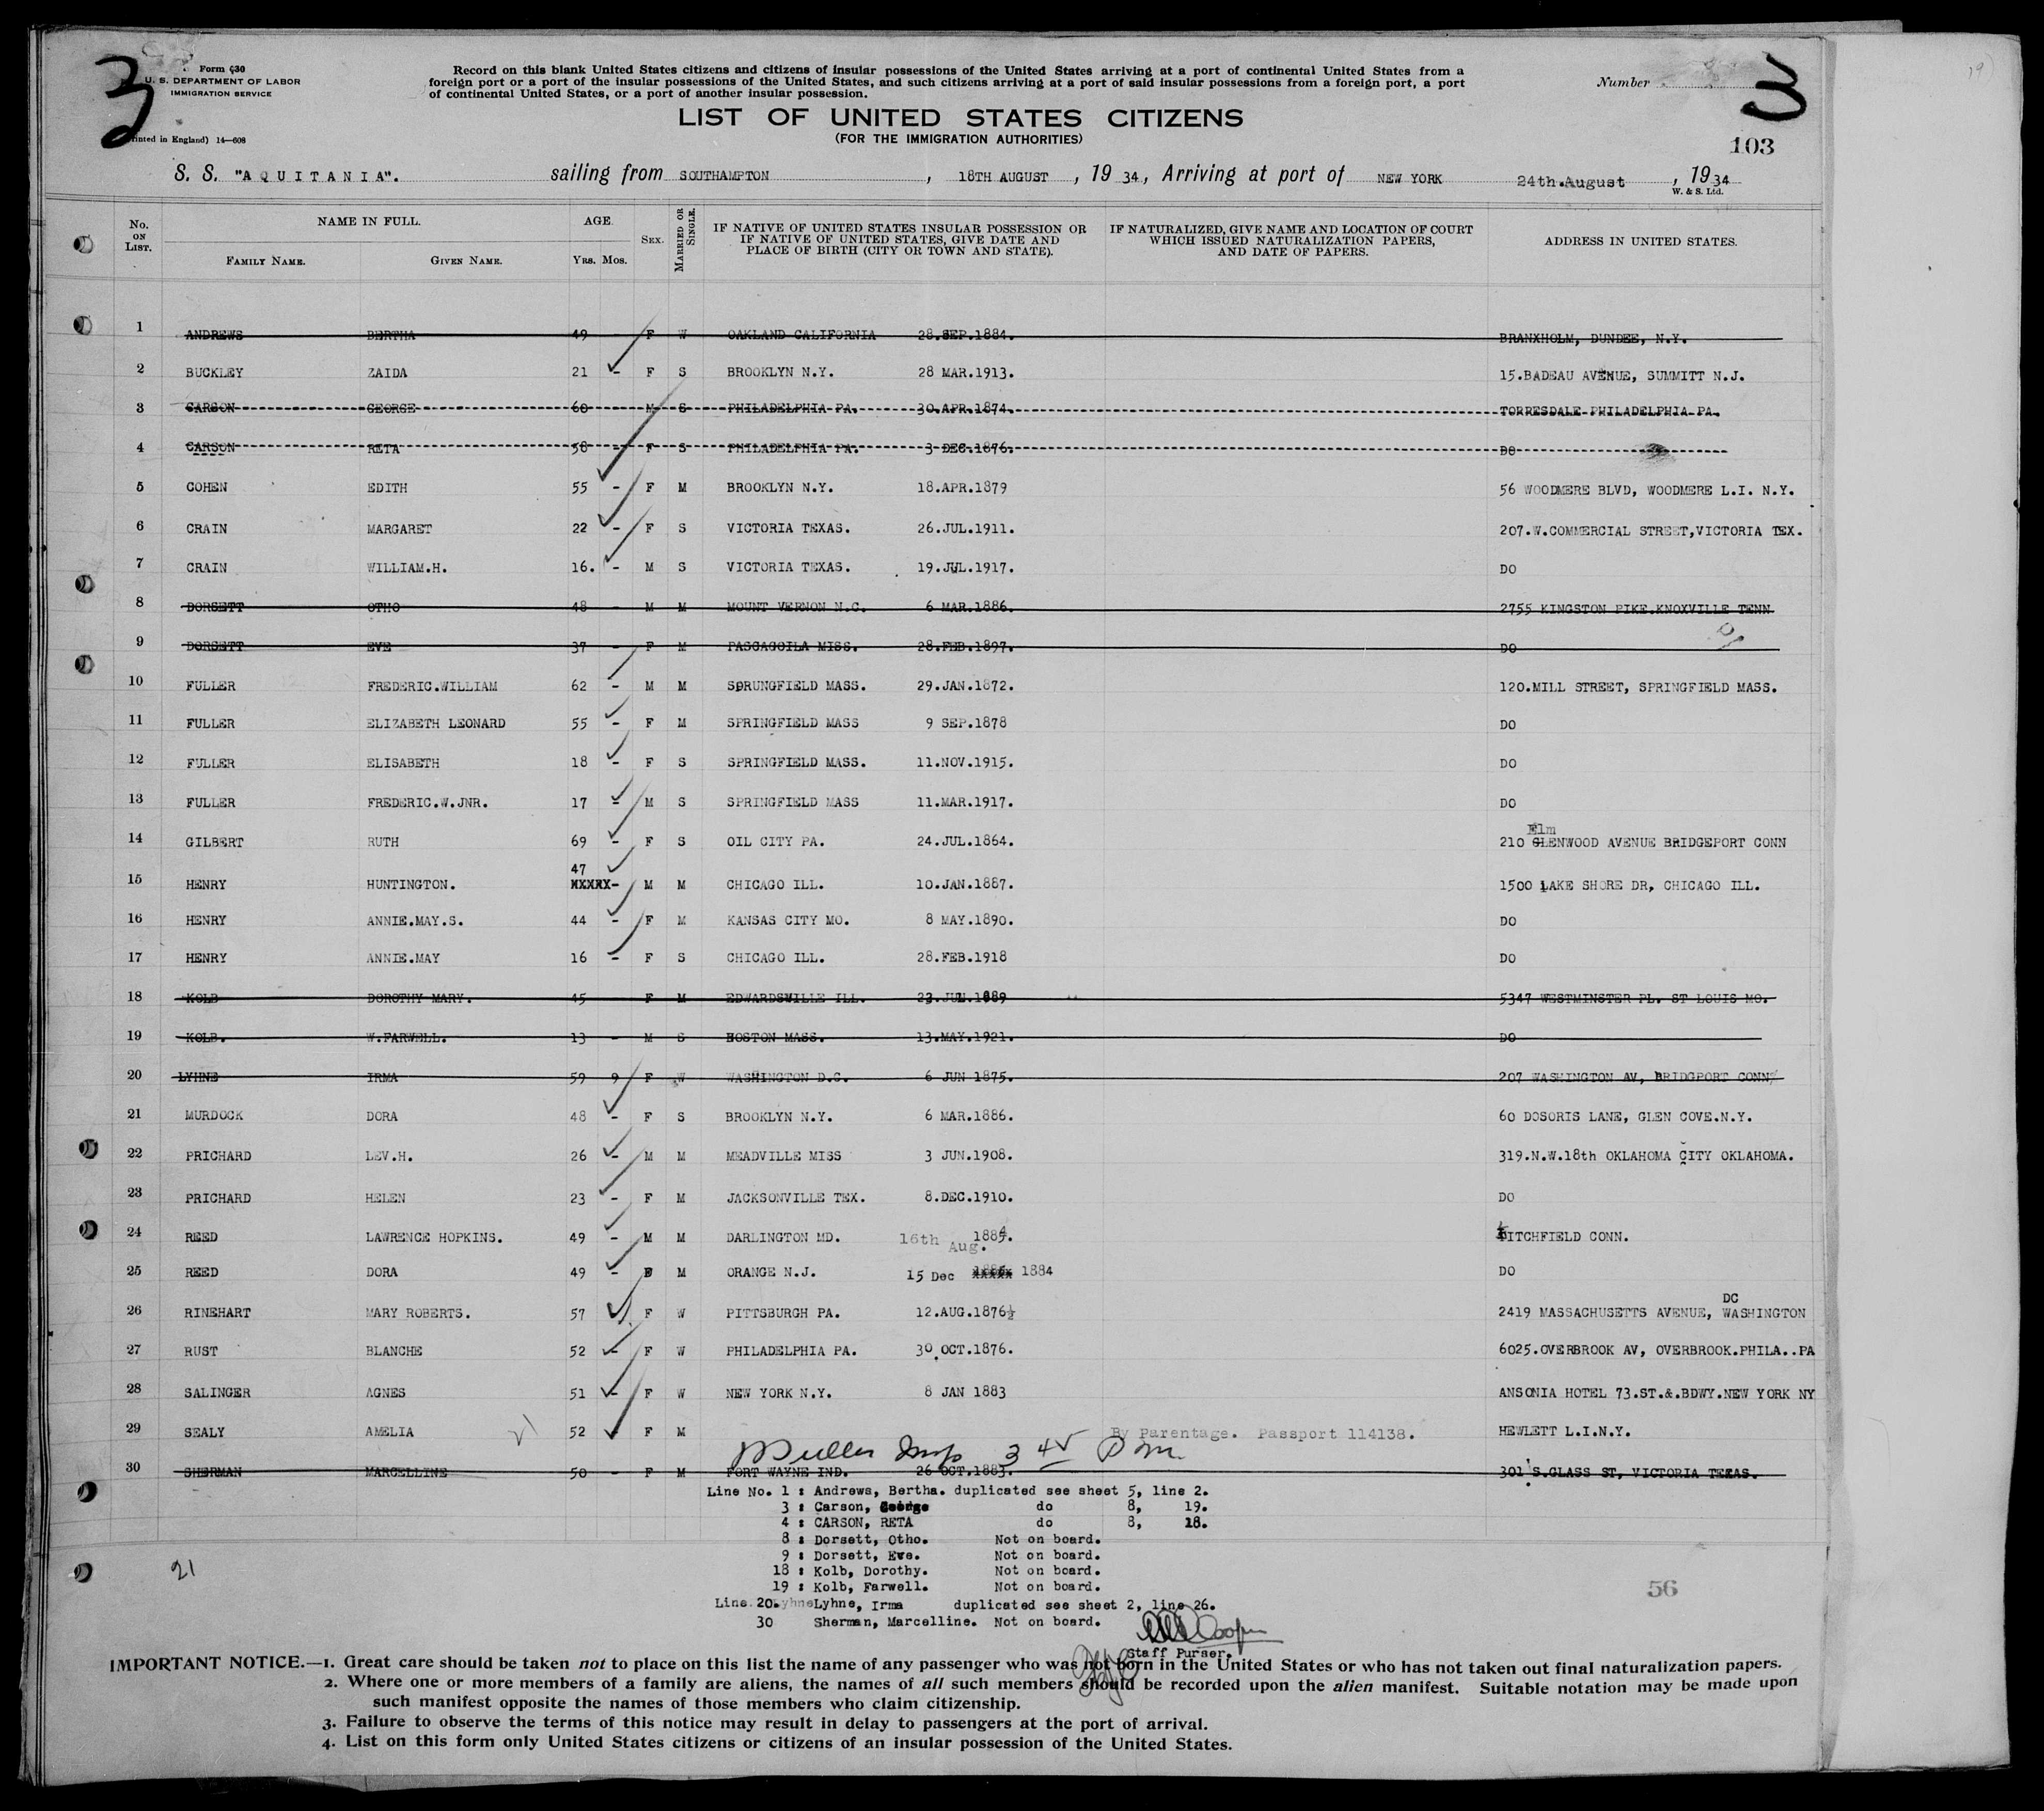 3
Form 630
U. S. DEPARTMENT OF LABOR
IMMIGRATION SERVICE
(Printed in England) 14—608
Record on this blank United States citizens and citizens of insular possessions of the United States arriving at a port of continental United States from a
foreign port or a port of the insular possessions of the United States, and such citizens arriving at a port of said insular possessions from a foreign port, a port
of continental United States, or a port of another insular possession.
Number
3
LIST OF UNITED STATES CITIZENS
(FOR THE IMMIGRATION AUTHORITIES)
103
S. S. "AQUITANIA". sailing from SOUTHAMPTON , 18TH AUGUST , 19 34, Arriving at port of NEW YORK 24th.August , 19 34
W. & S. Ltd.
No. ON LIST. NAME IN FULL. AGE. SEX. MARRIED OR SINGLE. IF NATIVE OF UNITED STATES INSULAR POSSESSION OR IF NATIVE OF UNITED STATES, GIVE DATE AND PLACE OF BIRTH (CITY OR TOWN AND STATE). IF NATURALIZED, GIVE NAME AND LOCATION OF COURT WHICH ISSUED NATURALIZATION PAPERS, AND DATE OF PAPERS. ADDRESS IN UNITED STATES.
FAMILY NAME. GIVEN NAME. YRS. MOS.
1 ANDREWS BERTHA 49 - F W OAKLAND CALIFORNIA 28.SEP.1884. BRANXHOLM, DUNDEE, N.Y.
2 BUCKLEY ZAIDA 21 - F S BROOKLYN N.Y. 28 MAR.1913. 15.BADEAU AVENUE, SUMMITT N.J.
3 CARSON GEORGE 60 - M S PHILADELPHIA PA. 30.APR.1874. TORRESDALE PHILADELPHIA PA.
4 CARSON RETA 58 - F S PHILADELPHIA PA. 3 DEC.1876. DO
5 COHEN EDITH 55 - F M BROOKLYN N.Y. 18.APR.1879 56 WOODMERE BLVD, WOODMERE L.I. N.Y.
6 CRAIN MARGARET 22 - F S VICTORIA TEXAS. 26.JUL.1911. 207.W.COMMERCIAL STREET,VICTORIA TEX.
7 CRAIN WILLIAM.H. 16. - M S VICTORIA TEXAS. 19.JUL.1917. DO
8 DORSETT OTHO 48 - M M MOUNT VERNON N.C. 6 MAR.1886. 2755 KINGSTON PIKE.KNOXVILLE TENN
9 DORSETT EVE 37 - F M PASCAGOILA MISS. 28.FEB.1897. DO
10 FULLER FREDERIC.WILLIAM 62 - M M SPRUNGFIELD MASS. 29.JAN.1872. 120.MILL STREET, SPRINGFIELD MASS.
11 FULLER ELIZABETH LEONARD 55 - F M SPRINGFIELD MASS 9 SEP.1878 DO
12 FULLER ELISABETH 18 - F S SPRINGFIELD MASS. 11.NOV.1915. DO
13 FULLER FREDERIC.W.JNR. 17 - M S SPRINGFIELD MASS 11.MAR.1917. DO
Elm
14 GILBERT RUTH 69 - F S OIL CITY PA. 24.JUL.1864. 210 GLENWOOD AVENUE BRIDGEPORT CONN
47
15 HENRY HUNTINGTON. XXXRX- M M CHICAGO ILL. 10.JAN.1887. 1500 LAKE SHORE DR, CHICAGO ILL.
16 HENRY ANNIE.MAY.S. 44 - F M KANSAS CITY MO. 8 MAY.1890. DO
17 HENRY ANNIE.MAY 16 - F S CHICAGO ILL. 28.FEB.1918 DO
18 KOLB DOROTHY MARY. 45 F M EDWARDSVILLE ILL. 5347 WESTMINSTER PL. ST LOUIS MO.
19 KOLB. W.FARWELL. 13 - M S BOSTON MASS. 13.MAY.1921. DO
20 LYHNE IRMA 59 9 F W WASHINGTON D.C. 6 JUN 1875. 207 WASHINGTON AV, BRIDGPORT CONN
21 MURDOCK DORA 48 - F S BROOKLYN N.Y. 6 MAR.1886. 60 DOSORIS LANE, GLEN COVE.N.Y.
22 PRICHARD LEV.H. 26 - M M MEADVILLE MISS 3 JUN.1908. 319.N.W.18th OKLAHOMA CITY OKLAHOMA.
23 PRICHARD HELEN 23 - F M JACKSONVILLE TEX. 8.DEC.1910. DO
24 REED LAWRENCE HOPKINS. 49 - M M DARLINGTON MD. 16th Aug. 1884. LITCHFIELD CONN.
25 REED DORA 49 - F M ORANGE N.J. 15 Dec 1884 DO
DC
26 RINEHART MARY ROBERTS. 57 F W PITTSBURGH PA. 12.AUG.1876½ 2419 MASSACHUSETTS AVENUE, WASHINGTON
27 RUST BLANCHE 52 - F W PHILADELPHIA PA. 30.OCT.1876. 6025.OVERBROOK AV, OVERBROOK.PHILA..PA
28 SALINGER AGNES 51 - F W NEW YORK N.Y. 8 JAN 1883 ANSONIA HOTEL 73.ST.&.BDWY.NEW YORK NY
29 SEALY AMELIA 52 F M By Parentage. Passport 114138. HEWLETT L.I.N.Y.
Muller Insp 3 45 P m.
30 SHERMAN MARCELLINE 50 - F M FORT WAYNE IND. 26 OCT.1883. 301 S.GLASS ST, VICTORIA TEXAS.
Line No. 1 : Andrews, Bertha. duplicated see sheet 5, line 2.
3 : Carson, George do 8, 19.
4 : CARSON, RETA do 8, 18.
8 : Dorsett, Otho. Not on board.
9 : Dorsett, Eve. Not on board.
18 : Kolb, Dorothy. Not on board.
19 : Kolb, Farwell. Not on board.
Line 20. Lyhne Lyhne, Irma duplicated see sheet 2, line 26.
30 Sherman, Marcelline. Not on board.
21
56
Cooper
Staff Purser.
IMPORTANT NOTICE.—1. Great care should be taken not to place on this list the name of any passenger who was not born in the United States or who has not taken out final naturalization papers.
2. Where one or more members of a family are aliens, the names of all such members should be recorded upon the alien manifest. Suitable notation may be made upon
such manifest opposite the names of those members who claim citizenship.
3. Failure to observe the terms of this notice may result in delay to passengers at the port of arrival.
4. List on this form only United States citizens or citizens of an insular possession of the United States.